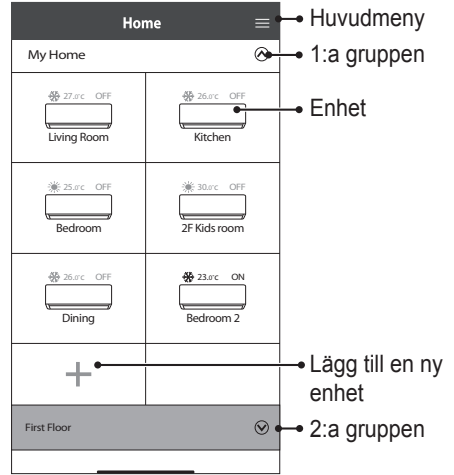 Home
Huvudmeny
My Home
1:a gruppen
27.0°C OFF
26.0°C OFF
Enhet
Living Room
Kitchen
25.0°C OFF
30.0°C OFF
Bedroom
2F Kids room
26.0°C OFF
23.0°C ON
Dining
Bedroom 2
Lägg till en ny
enhet
First Floor
2:a gruppen